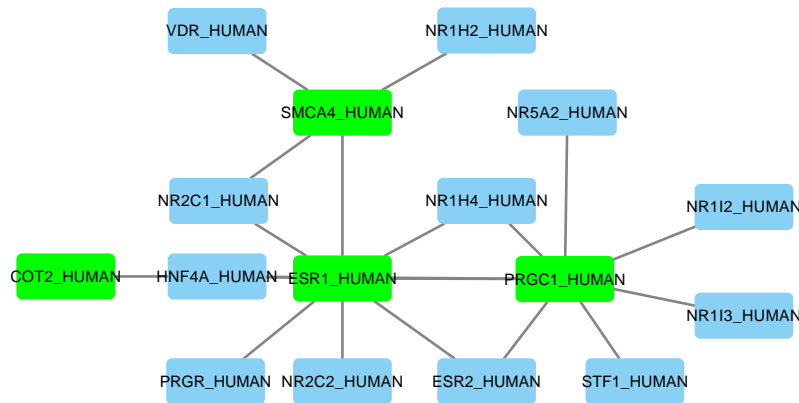 VDR_HUMAN
NR1H2_HUMAN
SMCA4_HUMAN
NR5A2_HUMAN
NR2C1_HUMAN
NR1H4_HUMAN
NR1I2_HUMAN
COT2_HUMAN
HNF4A_HUMAN
ESR1_HUMAN
PRGC1_HUMAN
NR1I3_HUMAN
PRGR_HUMAN
NR2C2_HUMAN
ESR2_HUMAN
STF1_HUMAN